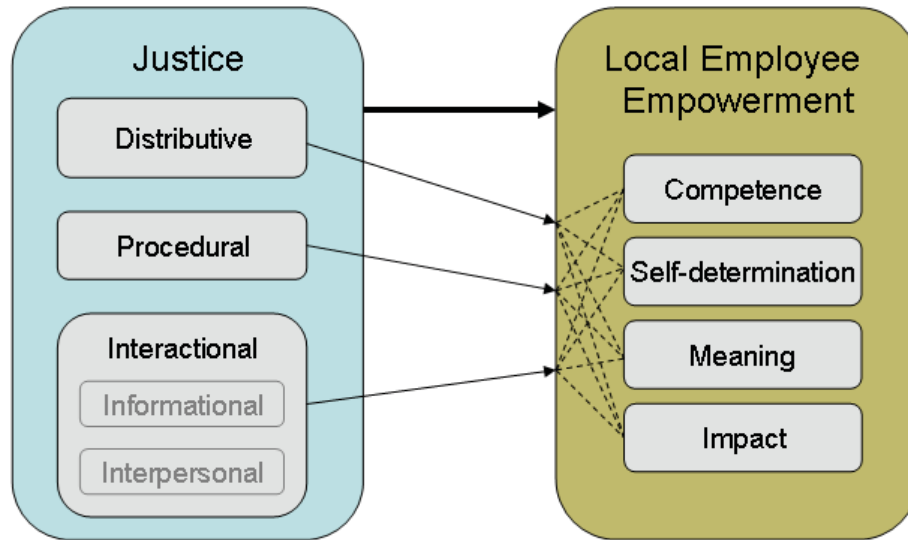 Justice
Distributive
Procedural
Interactional
Informational
Interpersonal
Local Employee
Empowerment
Competence
Self-determination
Meaning
Impact